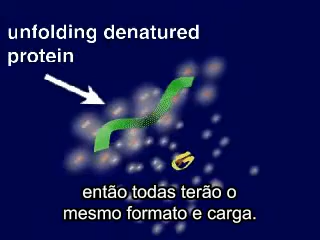 unfolding denatured
protein
então todas terão o
mesmo formato e carga.